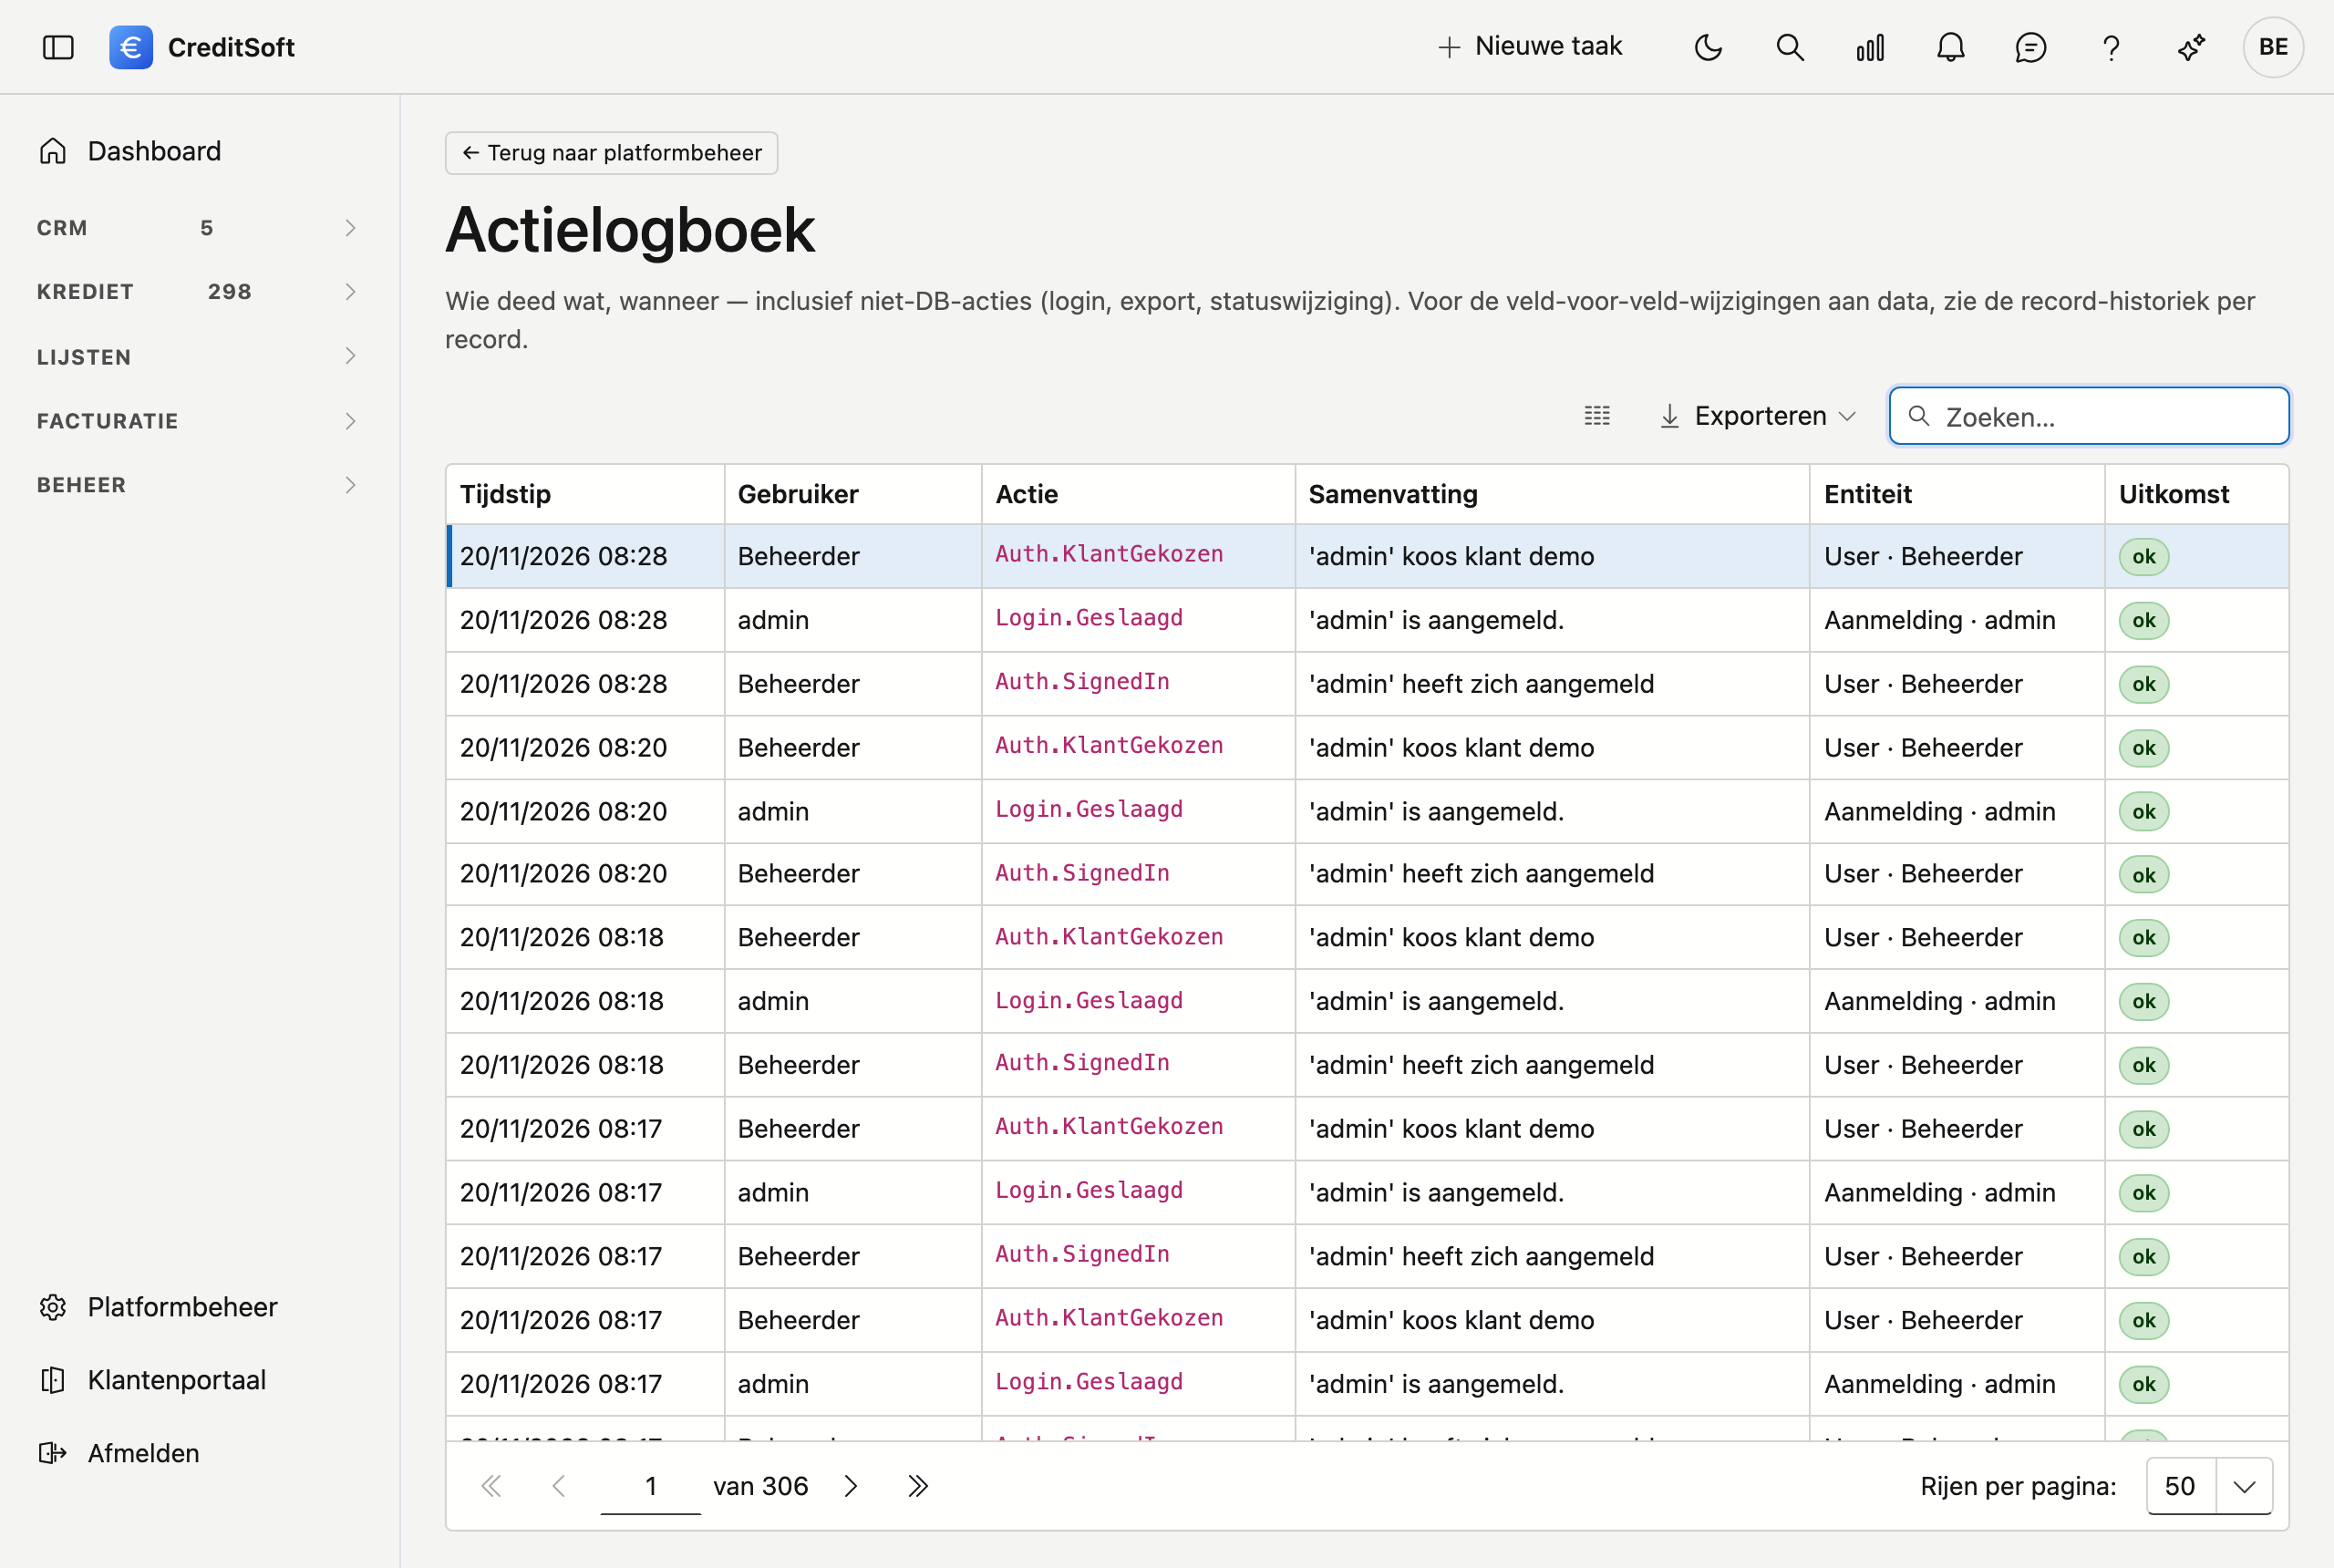 € CreditSoft
Nieuwe taak
BE
Dashboard
CRM 5
KREDIET 298
LIJSTEN
FACTURATIE
BEHEER
Platformbeheer
Klantenportaal
Afmelden
← Terug naar platformbeheer
Actielogboek
Wie deed wat, wanneer — inclusief niet-DB-acties (login, export, statuswijziging). Voor de veld-voor-veld-wijzigingen aan data, zie de record-historiek per
record.
Exporteren
Zoeken...
Tijdstip Gebruiker Actie Samenvatting Entiteit Uitkomst
20/11/2026 08:28 Beheerder Auth.KlantGekozen 'admin' koos klant demo User · Beheerder ok
20/11/2026 08:28 admin Login.Geslaagd 'admin' is aangemeld. Aanmelding · admin ok
20/11/2026 08:28 Beheerder Auth.SignedIn 'admin' heeft zich aangemeld User · Beheerder ok
20/11/2026 08:20 Beheerder Auth.KlantGekozen 'admin' koos klant demo User · Beheerder ok
20/11/2026 08:20 admin Login.Geslaagd 'admin' is aangemeld. Aanmelding · admin ok
20/11/2026 08:20 Beheerder Auth.SignedIn 'admin' heeft zich aangemeld User · Beheerder ok
20/11/2026 08:18 Beheerder Auth.KlantGekozen 'admin' koos klant demo User · Beheerder ok
20/11/2026 08:18 admin Login.Geslaagd 'admin' is aangemeld. Aanmelding · admin ok
20/11/2026 08:18 Beheerder Auth.SignedIn 'admin' heeft zich aangemeld User · Beheerder ok
20/11/2026 08:17 Beheerder Auth.KlantGekozen 'admin' koos klant demo User · Beheerder ok
20/11/2026 08:17 admin Login.Geslaagd 'admin' is aangemeld. Aanmelding · admin ok
20/11/2026 08:17 Beheerder Auth.SignedIn 'admin' heeft zich aangemeld User · Beheerder ok
20/11/2026 08:17 Beheerder Auth.KlantGekozen 'admin' koos klant demo User · Beheerder ok
20/11/2026 08:17 admin Login.Geslaagd 'admin' is aangemeld. Aanmelding · admin ok
1 van 306
Rijen per pagina: 50